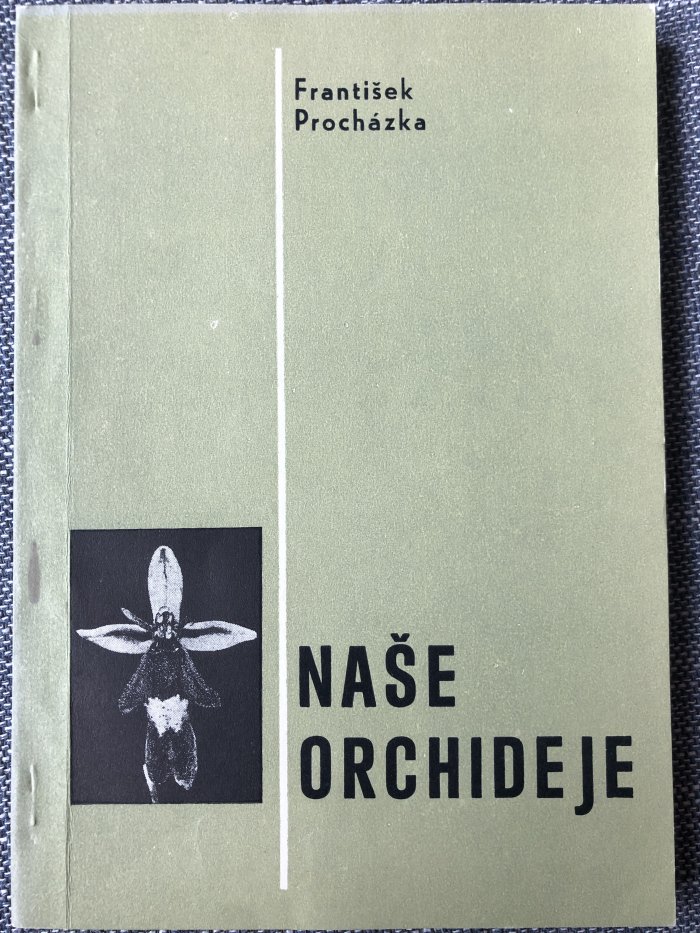 František
Procházka
NAŠE
ORCHIDEJE